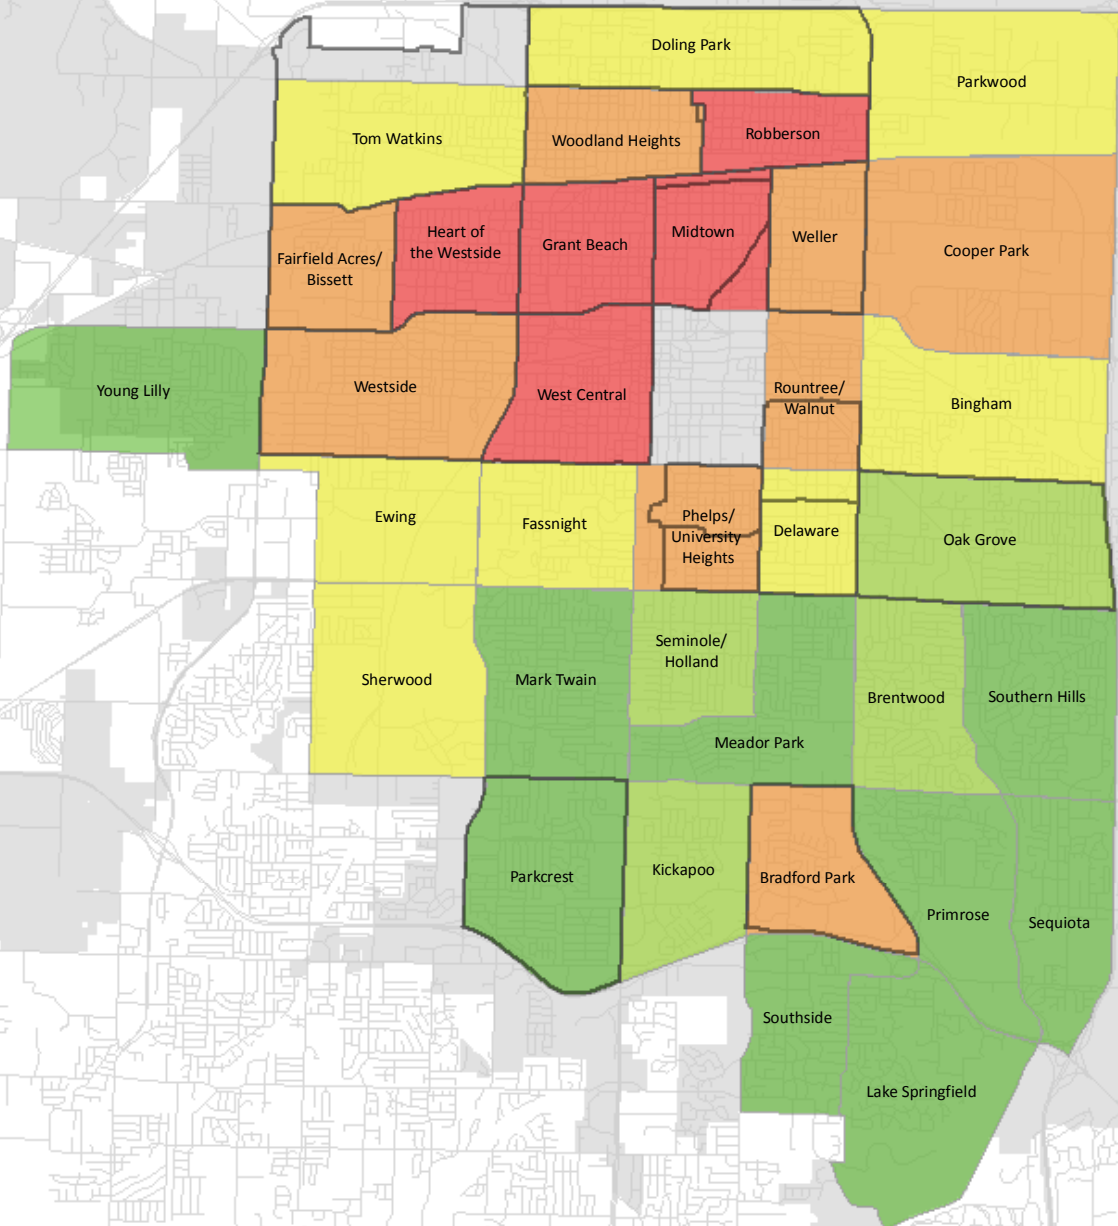 Doling Park
Parkwood
Tom Watkins
Woodland Heights
Robberson
Heart of
the Westside
Grant Beach
Midtown
Weller
Cooper Park
Fairfield Acres/
Bissett
Young Lilly
Westside
West Central
Rountree/
Walnut
Bingham
Ewing
Fassnight
Phelps/
University
Heights
Delaware
Oak Grove
Sherwood
Mark Twain
Seminole/
Holland
Meador Park
Brentwood
Southern Hills
Parkcrest
Kickapoo
Bradford Park
Primrose
Sequiota
Southside
Lake Springfield